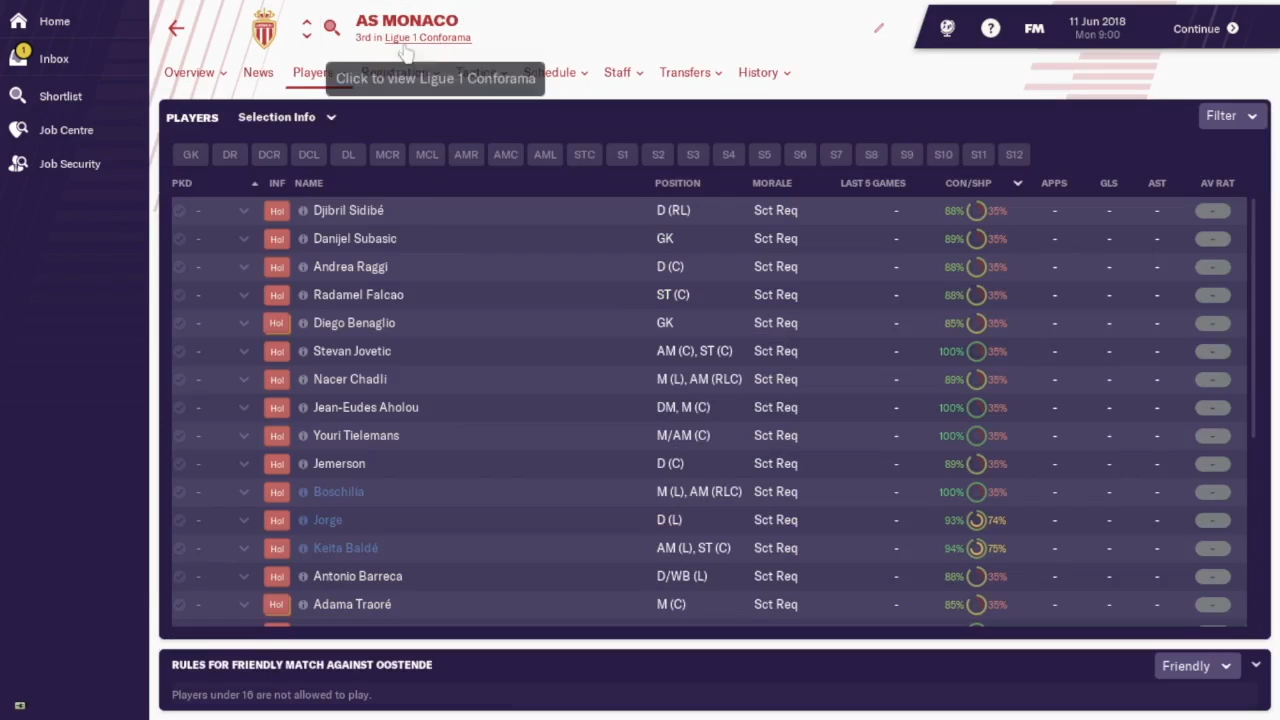 Home
Inbox
1
Shortlist
Job Centre
Job Security
AS MONACO
3rd in Ligue 1 Conforama
FM
11 Jun 2018
Mon 9:00
Continue
Overview News Players Schedule Staff Transfers History
Click to view Ligue 1 Conforama
PLAYERS Selection Info Filter
GK DR DCR DCL DL MCR MCL AMR AMC AML STC S1 S2 S3 S4 S5 S6 S7 S8 S9 S10 S11 S12
PKD INF NAME POSITION MORALE LAST 5 GAMES CON/SHP APPS GLS AST AV RAT
- Hol Djibril Sidibé D (RL) Sct Req - 88% 35% - - - -
- Hol Danijel Subasic GK Sct Req - 89% 35% - - - -
- Hol Andrea Raggi D (C) Sct Req - 88% 35% - - - -
- Hol Radamel Falcao ST (C) Sct Req - 88% 35% - - - -
- Hol Diego Benaglio GK Sct Req - 85% 35% - - - -
- Hol Stevan Jovetic AM (C), ST (C) Sct Req - 100% 35% - - - -
- Hol Nacer Chadli M (L), AM (RLC) Sct Req - 89% 35% - - - -
- Hol Jean-Eudes Aholou DM, M (C) Sct Req - 100% 35% - - - -
- Hol Youri Tielemans M/AM (C) Sct Req - 100% 35% - - - -
- Hol Jemerson D (C) Sct Req - 89% 35% - - - -
- Hol Boschilia M (L), AM (RLC) Sct Req - 100% 35% - - - -
- Hol Jorge D (L) Sct Req - 93% 74% - - - -
- Hol Keita Baldé AM (L), ST (C) Sct Req - 94% 75% - - - -
- Hol Antonio Barreca D/WB (L) Sct Req - 88% 35% - - - -
- Hol Adama Traoré M (C) Sct Req - 85% 35% - - - -
RULES FOR FRIENDLY MATCH AGAINST OOSTENDE Friendly
Players under 16 are not allowed to play.